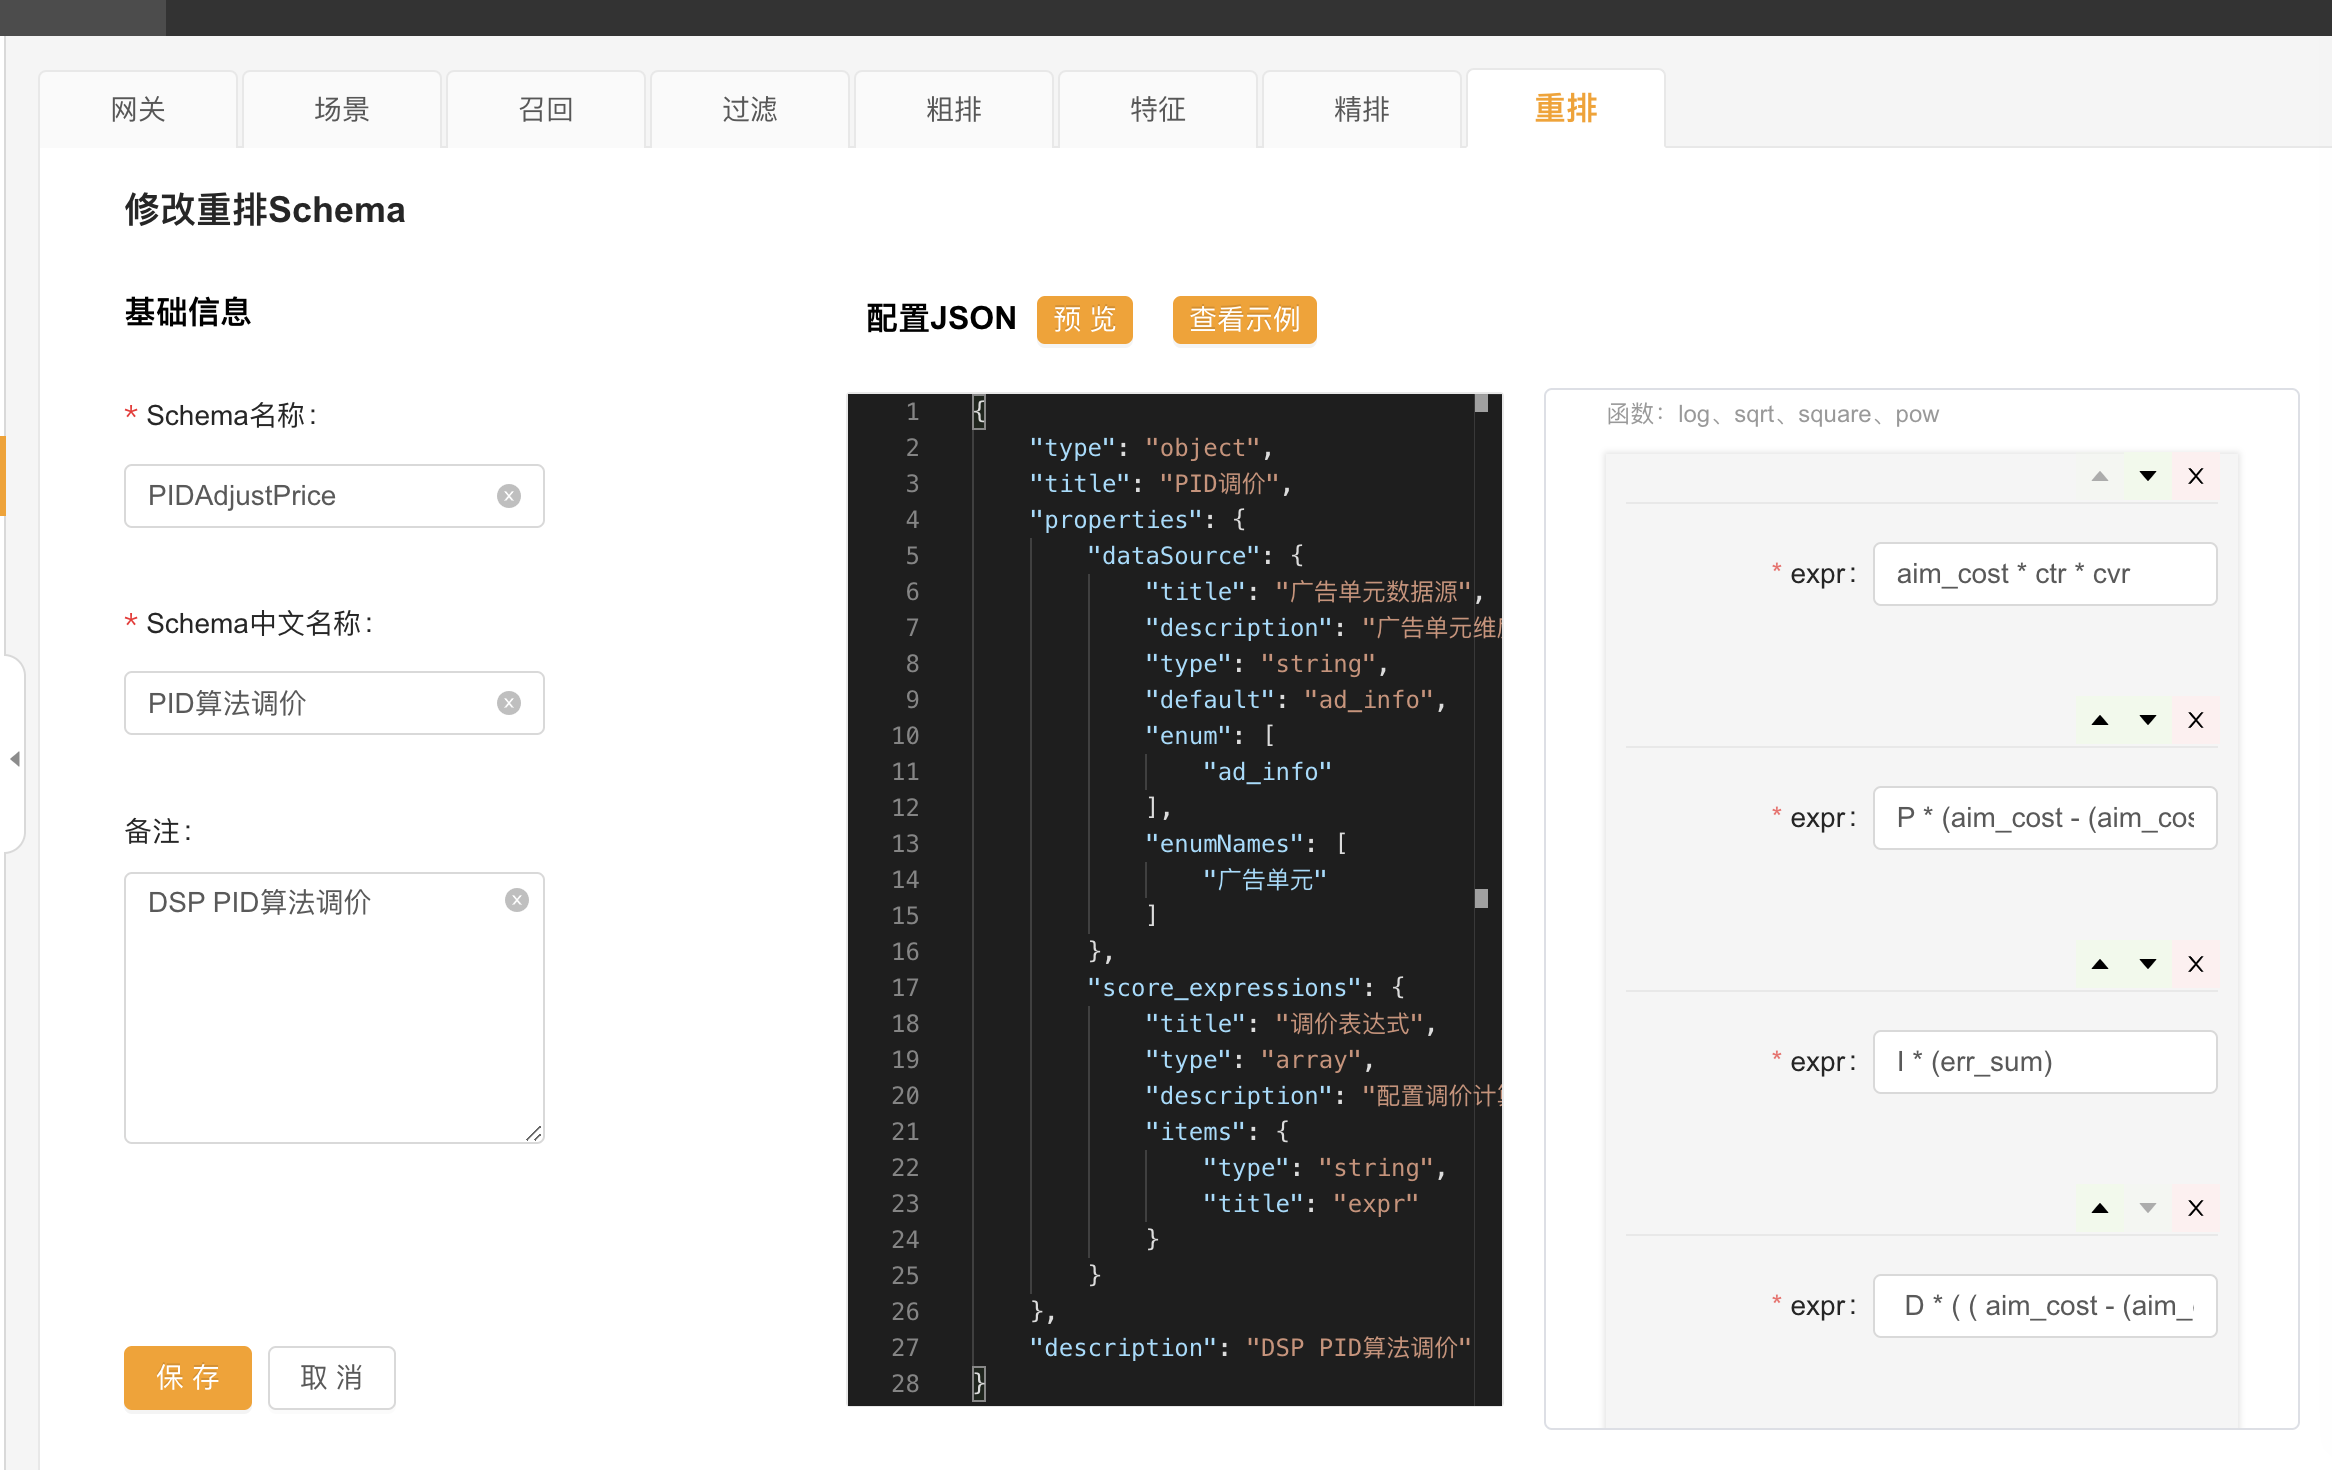 网关
场景
召回
过滤
粗排
特征
精排
重排
修改重排Schema
基础信息
* Schema名称:
PIDAdjustPrice
* Schema中文名称:
PID算法调价
备注:
DSP PID算法调价
保 存
取 消
配置JSON
预 览
查看示例
1 {
2 "type": "object",
3 "title": "PID调价",
4 "properties": {
5 "dataSource": {
6 "title": "广告单元数据源",
7 "description": "广告单元维
8 "type": "string",
9 "default": "ad_info",
10 "enum": [
11 "ad_info"
12 ],
13 "enumNames": [
14 "广告单元"
15 ]
16 },
17 "score_expressions": {
18 "title": "调价表达式",
19 "type": "array",
20 "description": "配置调价计
21 "items": {
22 "type": "string",
23 "title": "expr"
24 }
25 }
26 },
27 "description": "DSP PID算法调价"
28 }
函数：log、sqrt、square、pow
X
* expr: aim_cost * ctr * cvr
X
* expr: P * (aim_cost - (aim_cos
X
* expr: I * (err_sum)
X
* expr: D * ( ( aim_cost - (aim_